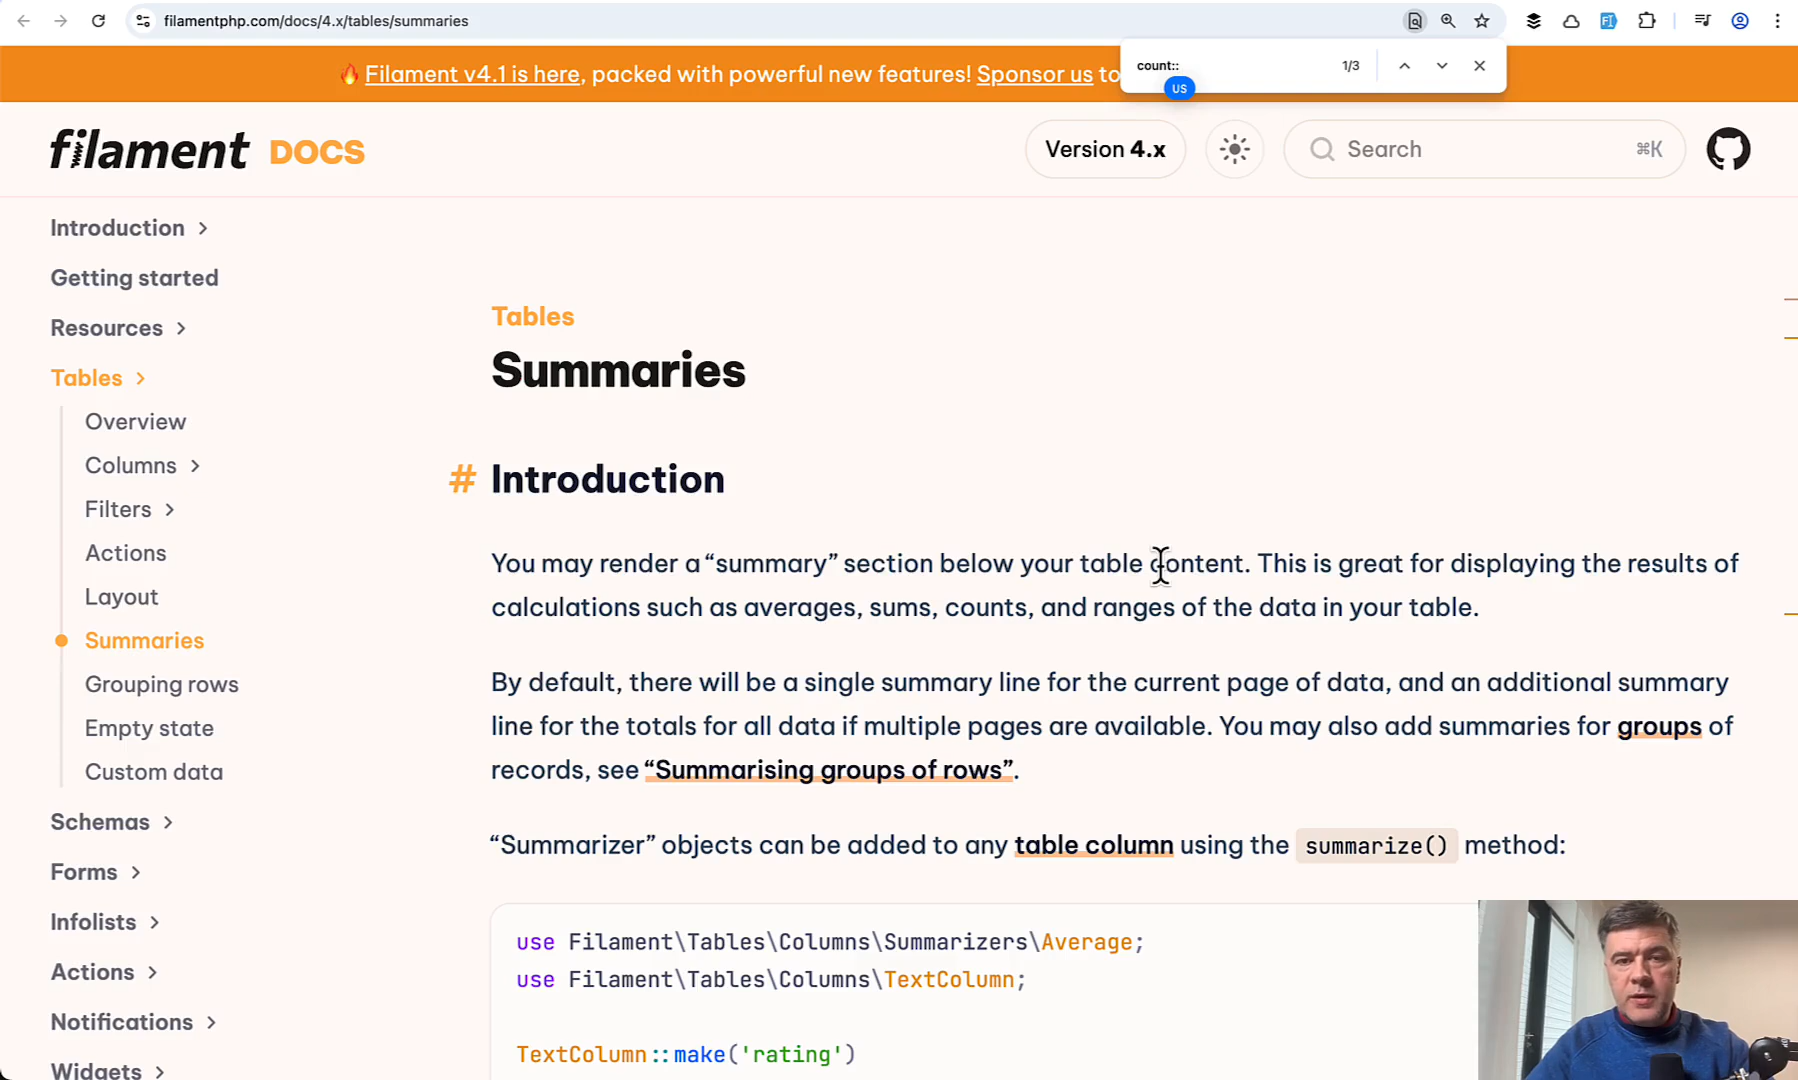 filamentphp.com/docs/4.x/tables/summaries
count::
1/3
US
🔥 Filament v4.1 is here, packed with powerful new features! Sponsor us to
filament DOCS
Version 4.x
Search
⌘K
Introduction
Getting started
Resources
Tables
Overview
Columns
Filters
Actions
Layout
Summaries
Grouping rows
Empty state
Custom data
Schemas
Forms
Infolists
Actions
Notifications
Widgets
Tables
Summaries
# Introduction
You may render a “summary” section below your table content. This is great for displaying the results of
calculations such as averages, sums, counts, and ranges of the data in your table.
By default, there will be a single summary line for the current page of data, and an additional summary
line for the totals for all data if multiple pages are available. You may also add summaries for groups of
records, see “Summarising groups of rows”.
“Summarizer” objects can be added to any table column using the summarize() method:
use Filament\Tables\Columns\Summarizers\Average;
use Filament\Tables\Columns\TextColumn;
TextColumn::make('rating')